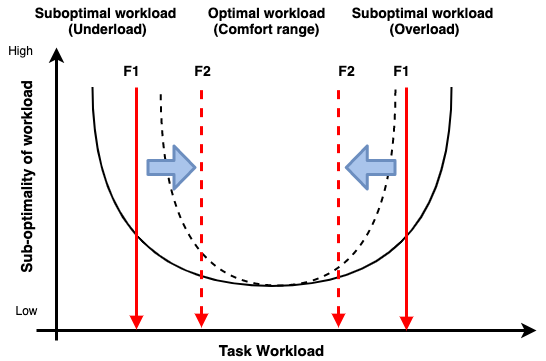 Suboptimal workload
(Underload)
Optimal workload
(Comfort range)
Suboptimal workload
(Overload)
High
F1
F2
F2
F1
Sub-optimality of workload
Low
Task Workload